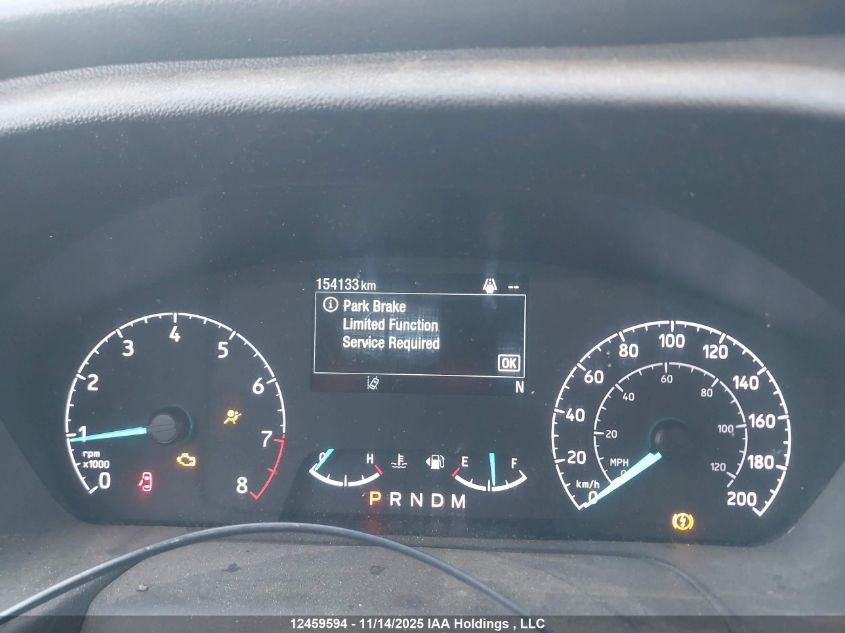 154133 km --
Park Brake
Limited Function
Service Required
OK
N
0 1 2 3 4 5 6 7 8
rpm
x1000
C H
E F
P R N D M
0 20 40 60 80 100 120 140 160 180 200
km/h
0 20 40 60 80 100 120
MPH
12459594 - 11/14/2025 IAA Holdings , LLC